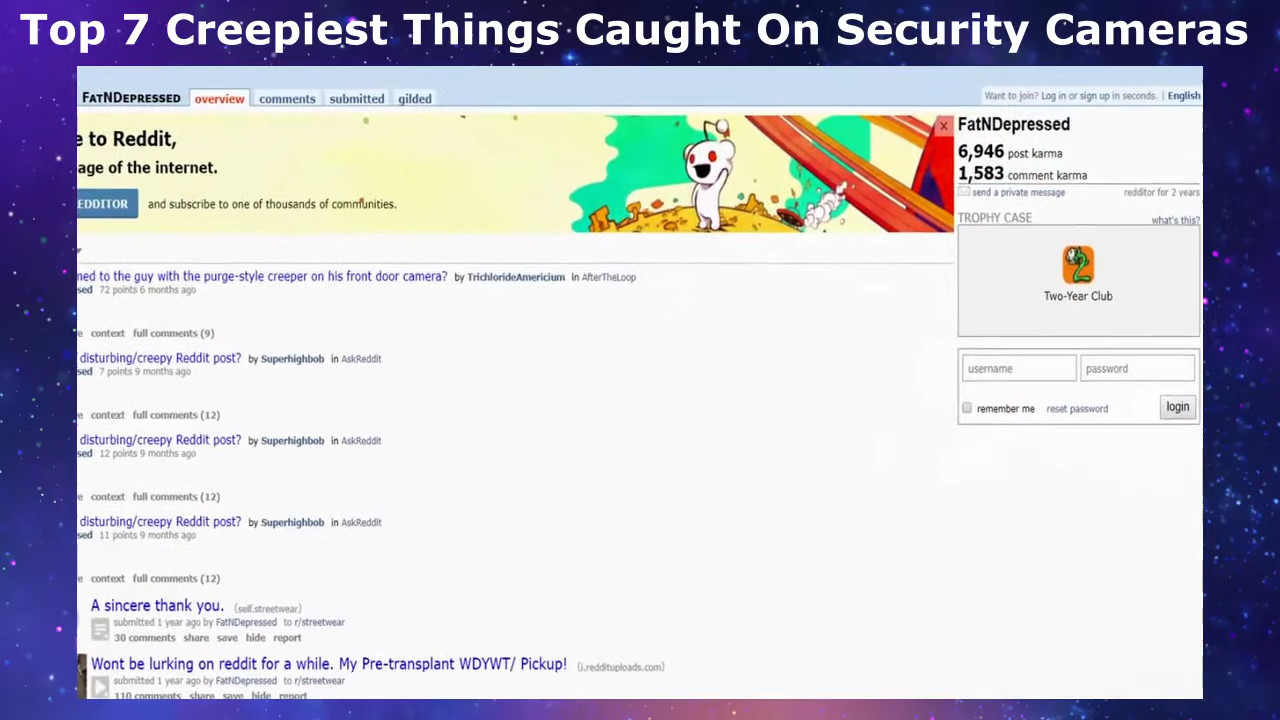 Top 7 Creepiest Things Caught On Security Cameras
FATNDEPRESSED overview comments submitted gilded
Want to join? Log in or sign up in seconds. | English
e to Reddit,
age of the internet.
EDDITOR and subscribe to one of thousands of communities.
FatNDepressed
6,946 post karma
1,583 comment karma
send a private message redditor for 2 years
TROPHY CASE what's this?
Two-Year Club
username password
remember me reset password login
ned to the guy with the purge-style creeper on his front door camera? by TrichlorideAmericium in AfterTheLoop
sed 72 points 6 months ago
e context full comments (9)
disturbing/creepy Reddit post? by Superhighbob in AskReddit
sed 7 points 9 months ago
e context full comments (12)
disturbing/creepy Reddit post? by Superhighbob in AskReddit
sed 12 points 9 months ago
e context full comments (12)
disturbing/creepy Reddit post? by Superhighbob in AskReddit
sed 11 points 9 months ago
e context full comments (12)
A sincere thank you. (self.streetwear)
submitted 1 year ago by FatNDepressed to r/streetwear
30 comments share save hide report
Wont be lurking on reddit for a while. My Pre-transplant WDYWT/ Pickup! (i.reddituploads.com)
submitted 1 year ago by FatNDepressed to r/streetwear
110 comments share save hide report